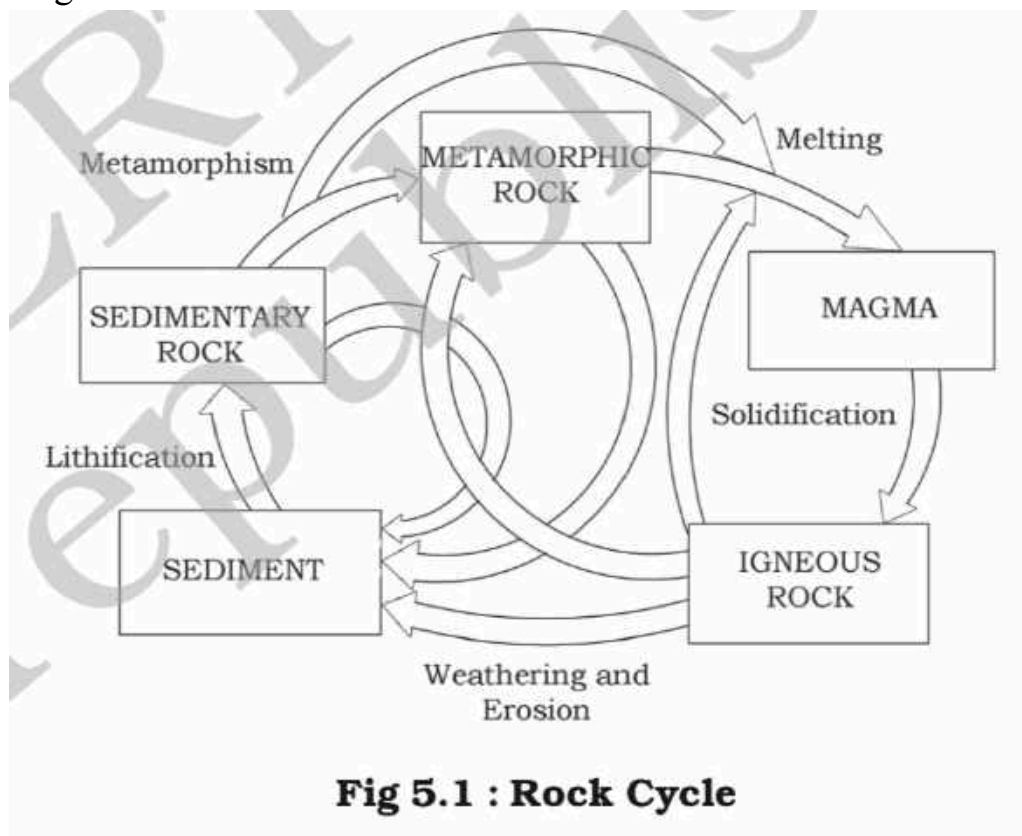 Metamorphism
METAMORPHIC
ROCK
Melting
SEDIMENTARY
ROCK
MAGMA
Solidification
Lithification
SEDIMENT
IGNEOUS
ROCK
Weathering and
Erosion
Fig 5.1 : Rock Cycle